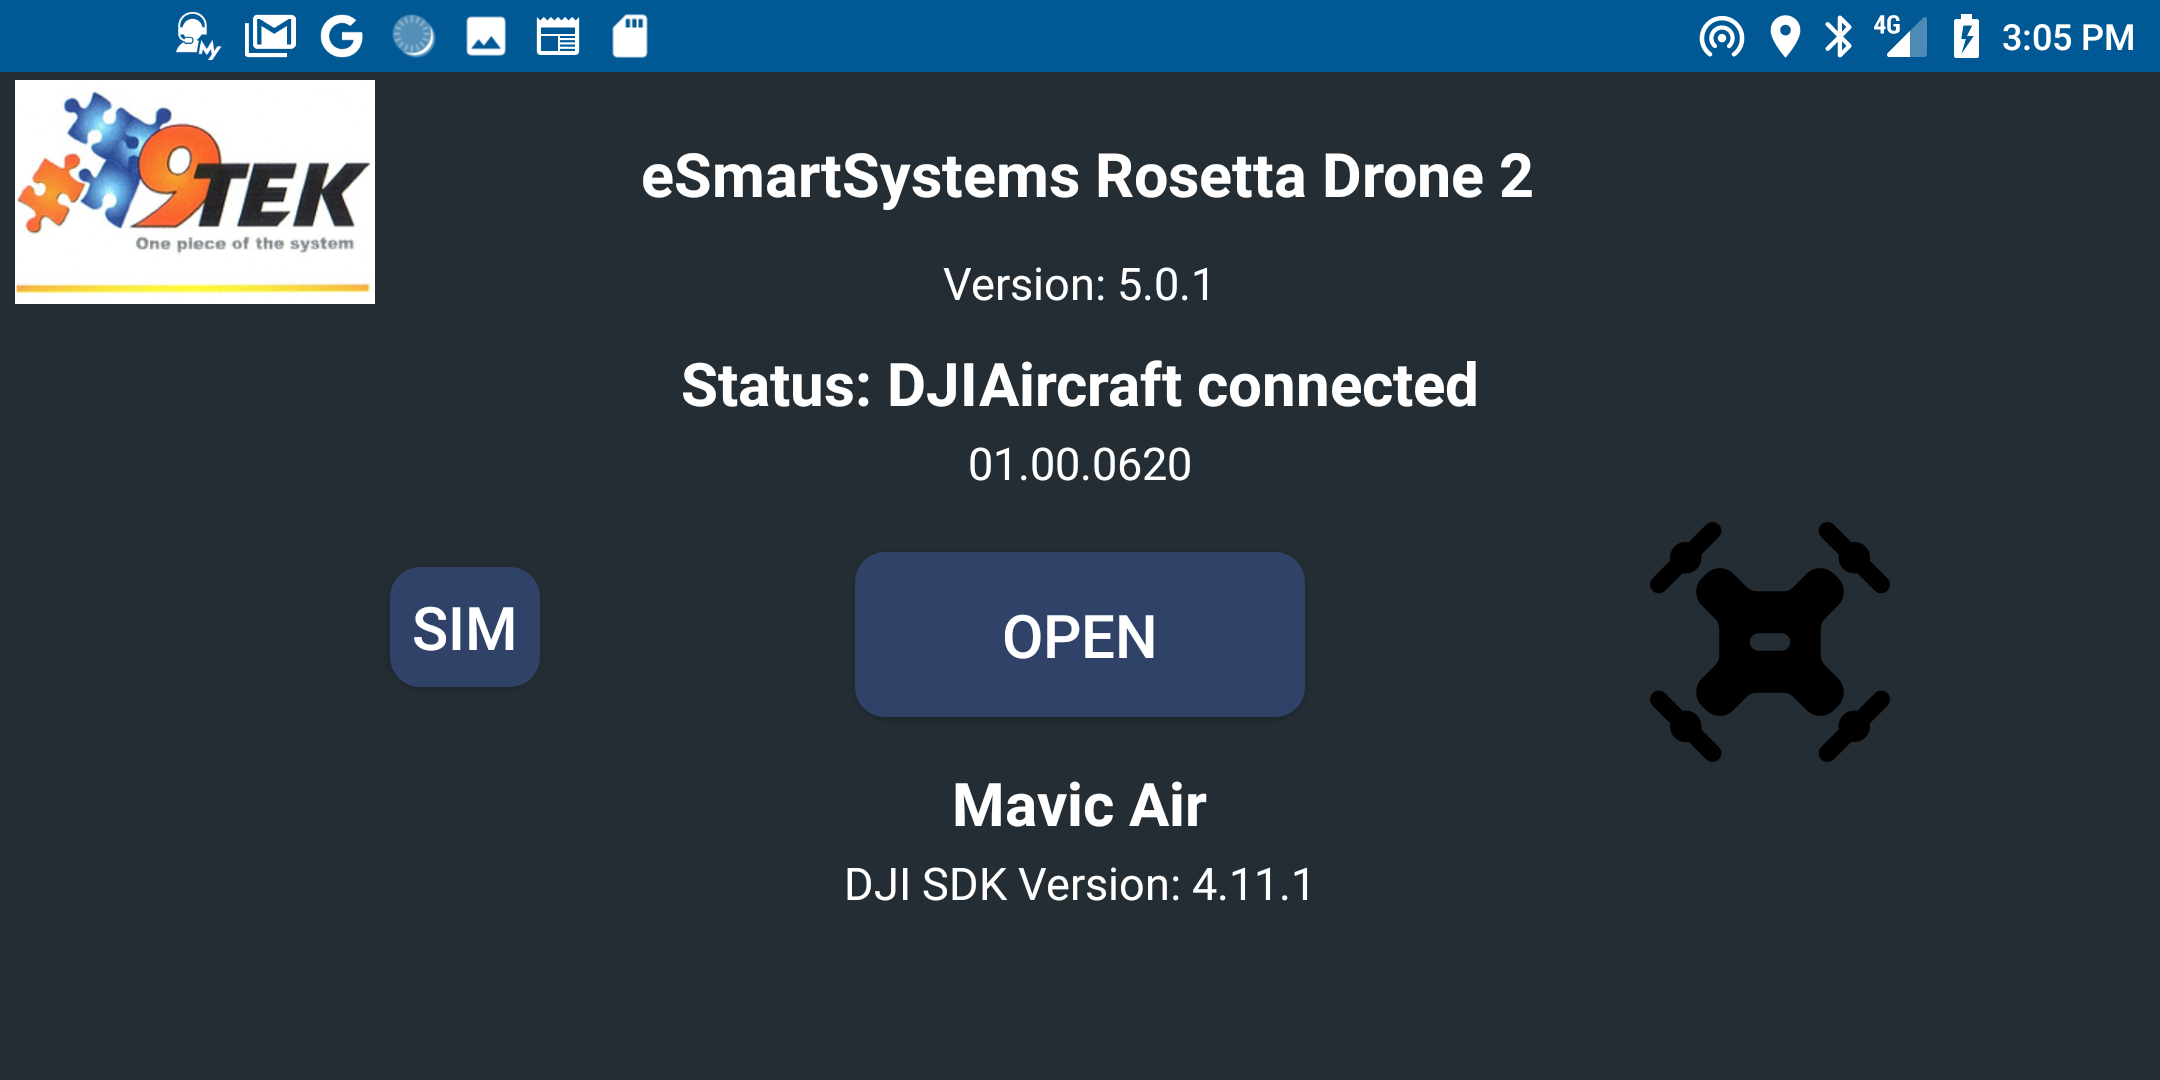 My
M
G
4G
3:05 PM
9TEK
One piece of the system
eSmartSystems Rosetta Drone 2
Version: 5.0.1
Status: DJIAircraft connected
01.00.0620
SIM
OPEN
Mavic Air
DJI SDK Version: 4.11.1